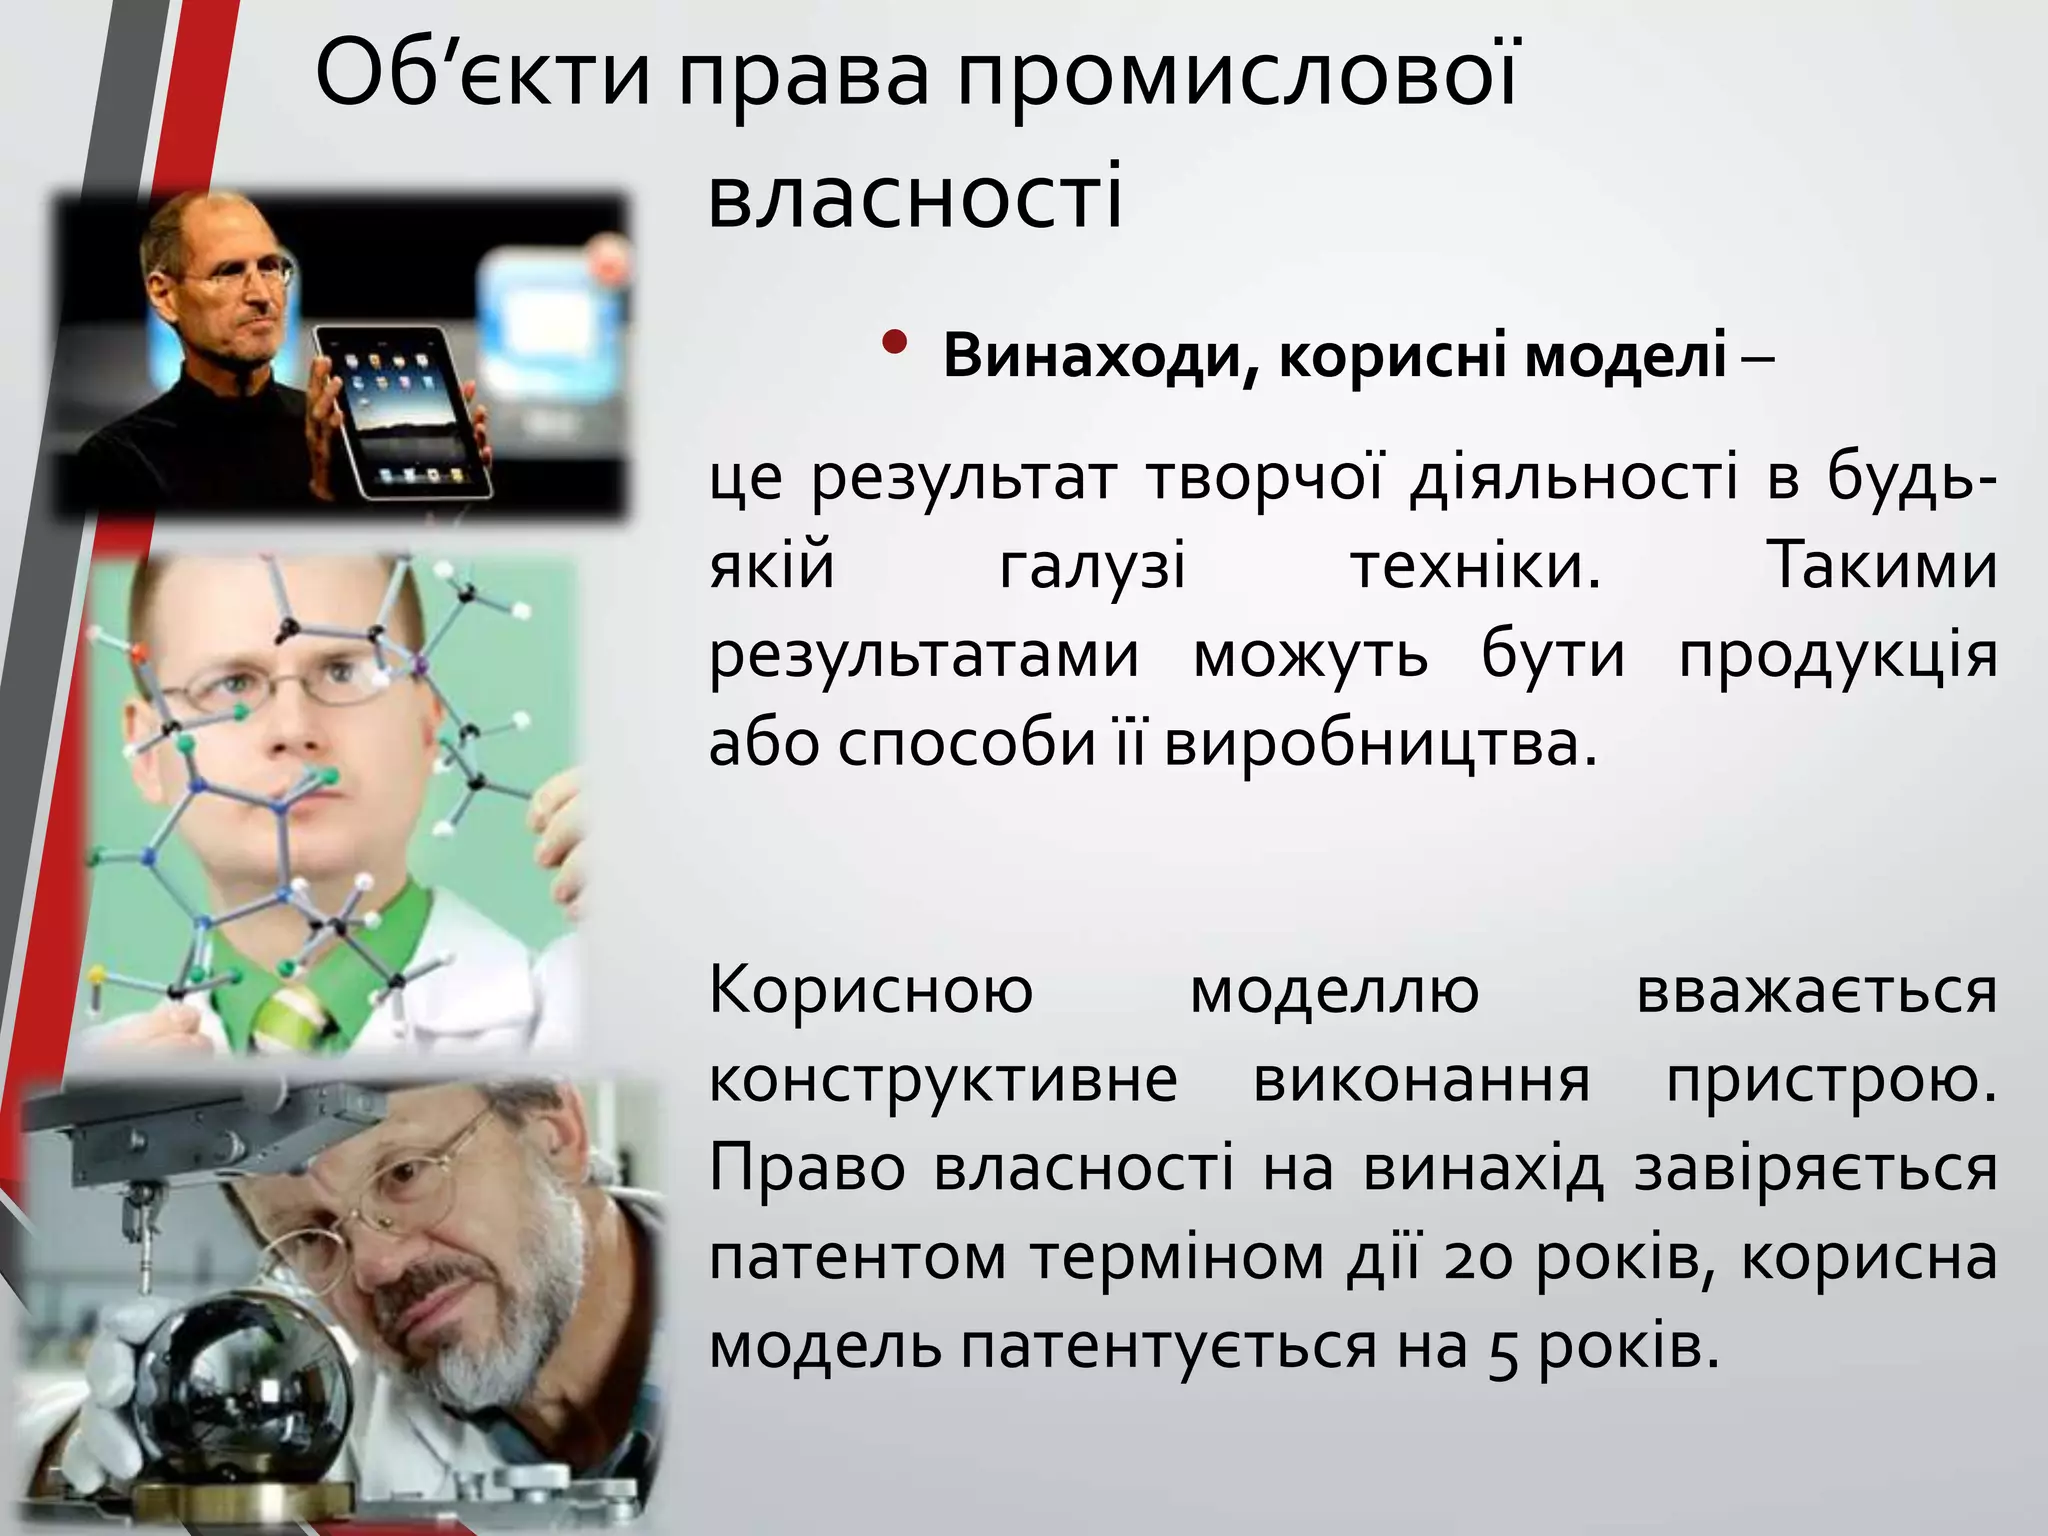 Об’єкти права промислової
власності
• Винаходи, корисні моделі –
це результат творчої діяльності в будь-
якій галузі техніки. Такими
результатами можуть бути продукція
або способи її виробництва.
Корисною моделлю вважається
конструктивне виконання пристрою.
Право власності на винахід завіряється
патентом терміном дії 20 років, корисна
модель патентується на 5 років.